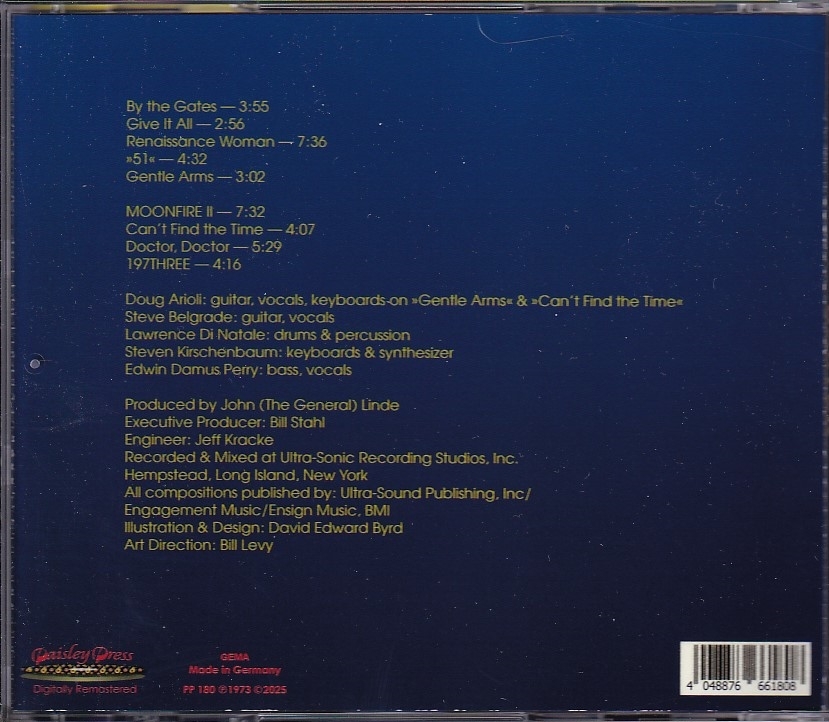 By the Gates — 3:55
Give It All — 2:56
Renaissance Woman — 7:36
»51« — 4:32
Gentle Arms — 3:02
MOONFIRE II — 7:32
Can't Find the Time — 4:07
Doctor, Doctor — 5:29
197THREE — 4:16
Doug Arioli: guitar, vocals, keyboards on »Gentle Arms« & »Can't Find the Time«
Steve Belgrade: guitar, vocals
Lawrence Di Natale: drums & percussion
Steven Kirschenbaum: keyboards & synthesizer
Edwin Damus Perry: bass, vocals
Produced by John (The General) Linde
Executive Producer: Bill Stahl
Engineer: Jeff Kracke
Recorded & Mixed at Ultra-Sonic Recording Studios, Inc.
Hempstead, Long Island, New York
All compositions published by: Ultra-Sound Publishing, Inc/
Engagement Music/Ensign Music, BMI
Illustration & Design: David Edward Byrd
Art Direction: Bill Levy
Paisley Press
Digitally Remastered
GEMA
Made in Germany
PP 180 ℗1973 ©2025
4 048876 661808